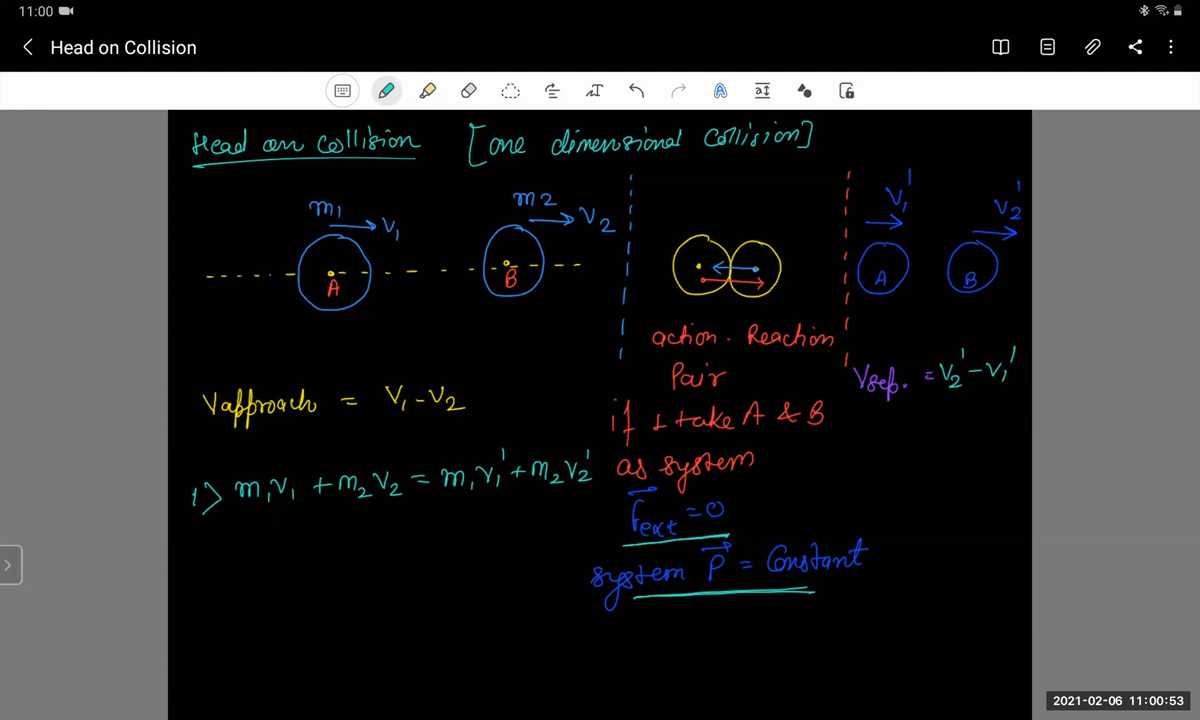 11:00
Head on Collision
Head on Collision [one dimensional Collision]
m1 V1 m2 V2
V1' V2'
A B
A B
action - Reaction
Pair
Vapproach = V1 - V2
Vsep. = V2' - V1'
if I take A & B
as system
1> m1V1 + m2V2 = m1V1' + m2V2'
Fext = 0
system P = Constant
2021-02-06 11:00:53